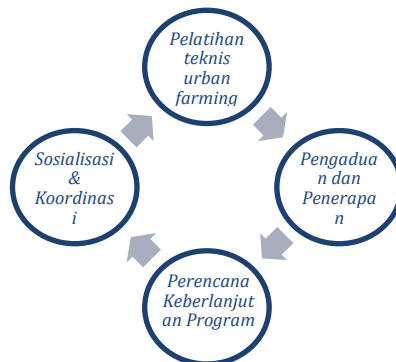 Pelatihan
teknis
urban
farming
Sosialisasi
&
Koordinas
i
Pengadua
n dan
Penerapa
n
Perencana
Keberlanjut
an Program